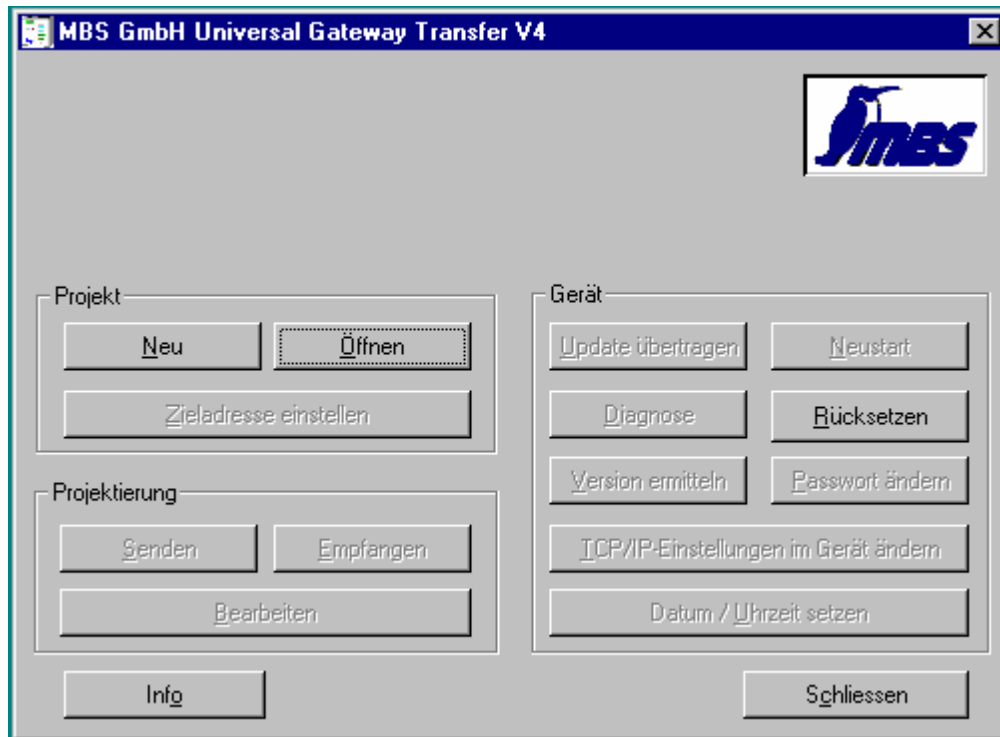 MBS GmbH Universal Gateway Transfer V4
MBS
Projekt
Neu
Öffnen
Zieladresse einstellen
Projektierung
Senden
Empfangen
Bearbeiten
Info
Gerät
Update übertragen
Neustart
Diagnose
Rücksetzen
Version ermitteln
Passwort ändern
TCP/IP-Einstellungen im Gerät ändern
Datum / Uhrzeit setzen
Schliessen